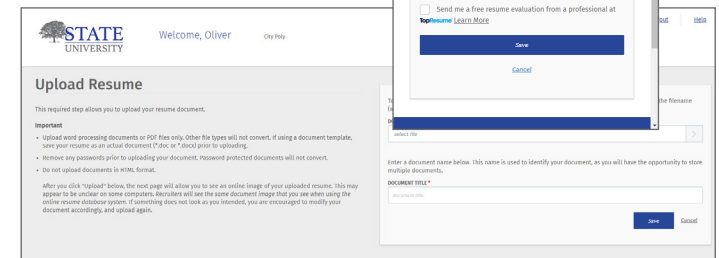 Send me a free resume evaluation from a professional at
TopResume Learn More
Save
Cancel
STATE
UNIVERSITY
Welcome, Oliver
City Poly
out
Help
Upload Resume
This required step allows you to upload your resume document.
Important
• Upload word processing documents or PDF files only. Other file types will not convert. If using a document template,
save your resume as an actual document (*.doc or *.docx) prior to uploading.
• Remove any passwords prior to uploading your document. Password protected documents will not convert.
• Do not upload documents in HTML format.
After you click "Upload" below, the next page will allow you to see an online image of your uploaded resume. This may
appear to be unclear on some computers. Recruiters will see the same document image that you see when using the
online resume database system. If something does not look as you intended, you are encouraged to modify your
document accordingly, and upload again.
the filename
select file
Enter a document name below. This name is used to identify your document, as you will have the opportunity to store
multiple documents.
DOCUMENT TITLE *
document title
Save
Cancel